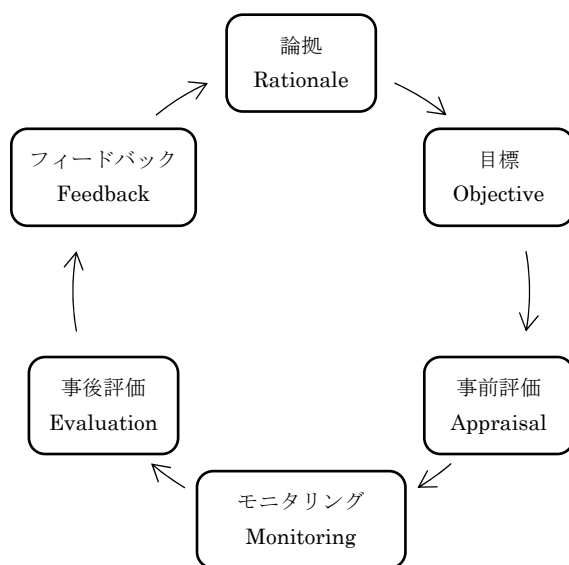 論拠
Rationale
目標
Objective
事前評価
Appraisal
モニタリング
Monitoring
事後評価
Evaluation
フィードバック
Feedback